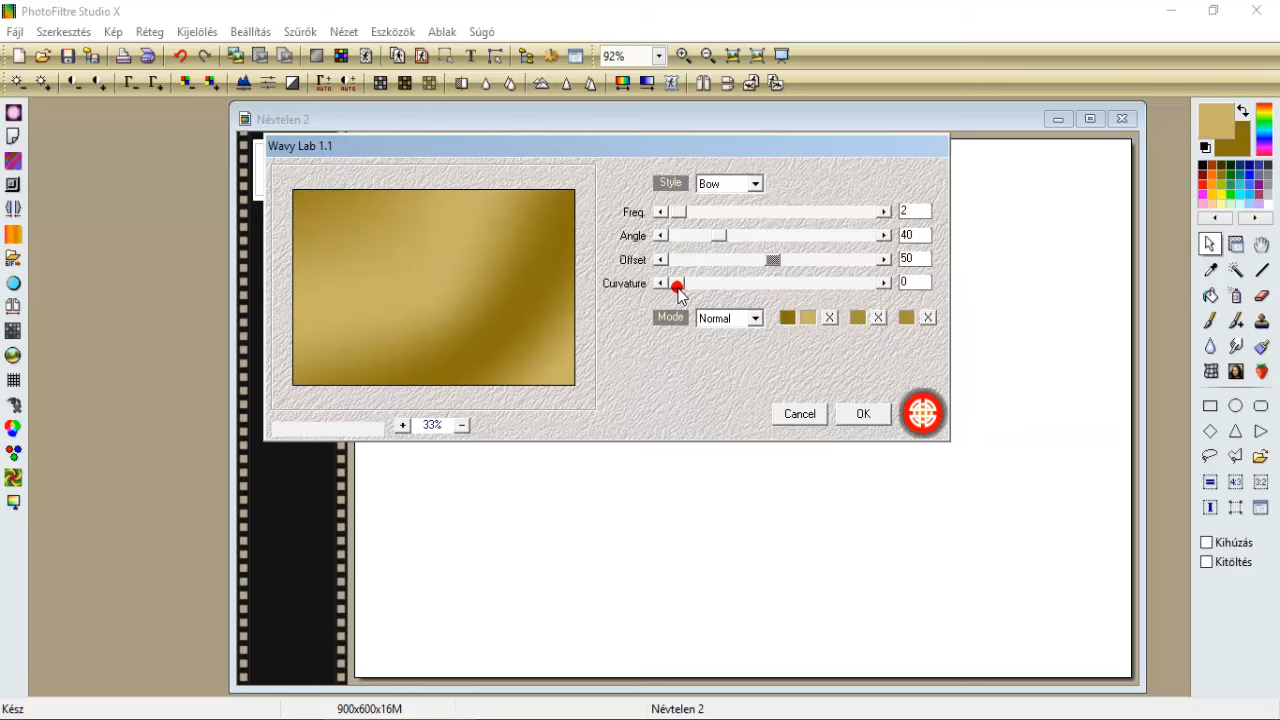 PhotoFiltre Studio X
Fájl Szerkesztés Kép Réteg Kijelölés Beállítás Szűrők Nézet Eszközök Ablak Súgó
92%
Névtelen 2
Wavy Lab 1.1
Style Bow
Freq. 2
Angle 40
Offset 50
Curvature 0
Mode Normal X X X
Cancel OK
+ 33% −
Kihúzás
Kitöltés
Kész 900x600x16M Névtelen 2